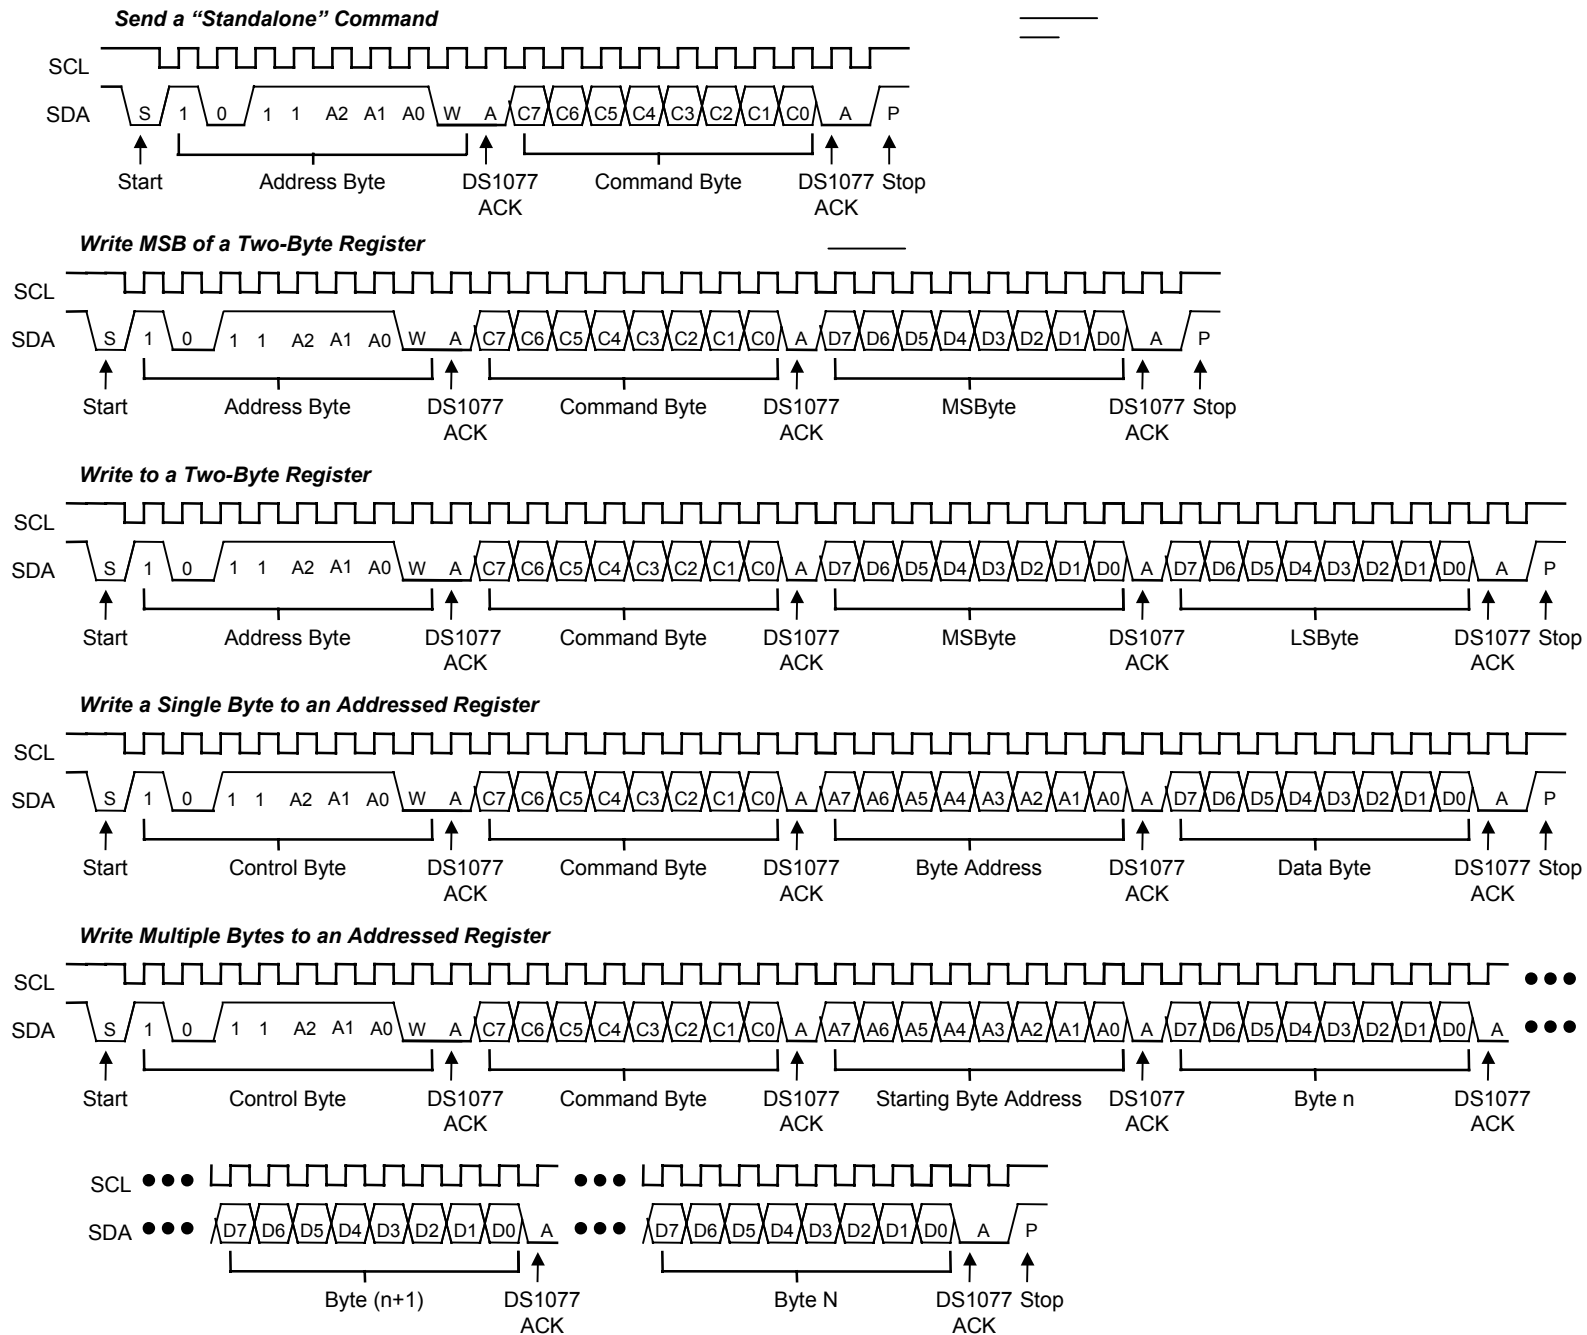 Send a “Standalone” Command
SCL
SDA S 1 0 1 1 A2 A1 A0 W A C7 C6 C5 C4 C3 C2 C1 C0 A P
Start Address Byte DS1077 Command Byte DS1077 Stop
ACK ACK
Write MSB of a Two-Byte Register
SCL
SDA S 1 0 1 1 A2 A1 A0 W A C7 C6 C5 C4 C3 C2 C1 C0 A D7 D6 D5 D4 D3 D2 D1 D0 A P
Start Address Byte DS1077 Command Byte DS1077 MSByte DS1077 Stop
ACK ACK ACK
Write to a Two-Byte Register
SCL
SDA S 1 0 1 1 A2 A1 A0 W A C7 C6 C5 C4 C3 C2 C1 C0 A D7 D6 D5 D4 D3 D2 D1 D0 A D7 D6 D5 D4 D3 D2 D1 D0 A P
Start Address Byte DS1077 Command Byte DS1077 MSByte DS1077 LSByte DS1077 Stop
ACK ACK ACK ACK
Write a Single Byte to an Addressed Register
SCL
SDA S 1 0 1 1 A2 A1 A0 W A C7 C6 C5 C4 C3 C2 C1 C0 A A7 A6 A5 A4 A3 A2 A1 A0 A D7 D6 D5 D4 D3 D2 D1 D0 A P
Start Control Byte DS1077 Command Byte DS1077 Byte Address DS1077 Data Byte DS1077 Stop
ACK ACK ACK ACK
Write Multiple Bytes to an Addressed Register
SCL
SDA S 1 0 1 1 A2 A1 A0 W A C7 C6 C5 C4 C3 C2 C1 C0 A A7 A6 A5 A4 A3 A2 A1 A0 A D7 D6 D5 D4 D3 D2 D1 D0 A
Start Control Byte DS1077 Command Byte DS1077 Starting Byte Address DS1077 Byte n DS1077
ACK ACK ACK ACK
SCL
SDA D7 D6 D5 D4 D3 D2 D1 D0 A D7 D6 D5 D4 D3 D2 D1 D0 A P
Byte (n+1) DS1077 Byte N DS1077 Stop
ACK ACK